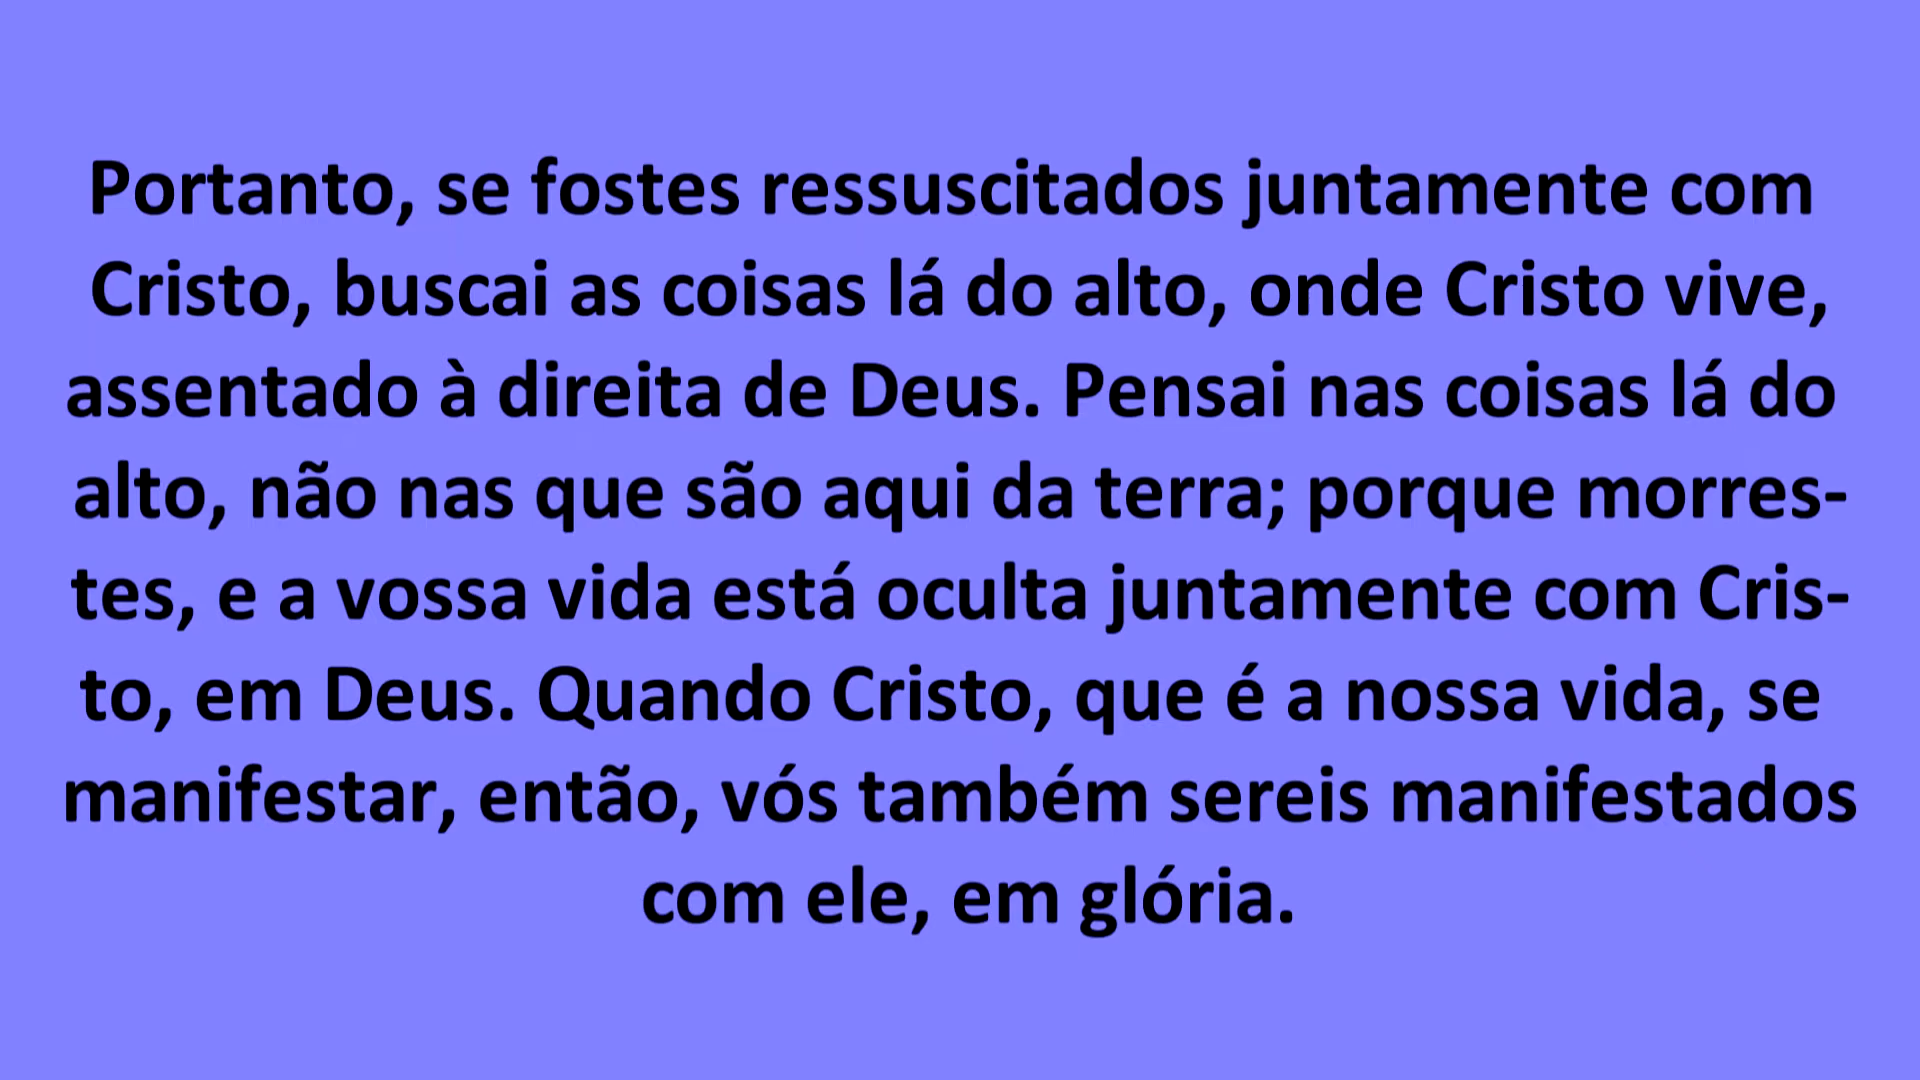 Portanto, se fostes ressuscitados juntamente com
Cristo, buscai as coisas lá do alto, onde Cristo vive,
assentado à direita de Deus. Pensai nas coisas lá do
alto, não nas que são aqui da terra; porque morres-
tes, e a vossa vida está oculta juntamente com Cris-
to, em Deus. Quando Cristo, que é a nossa vida, se
manifestar, então, vós também sereis manifestados
com ele, em glória.